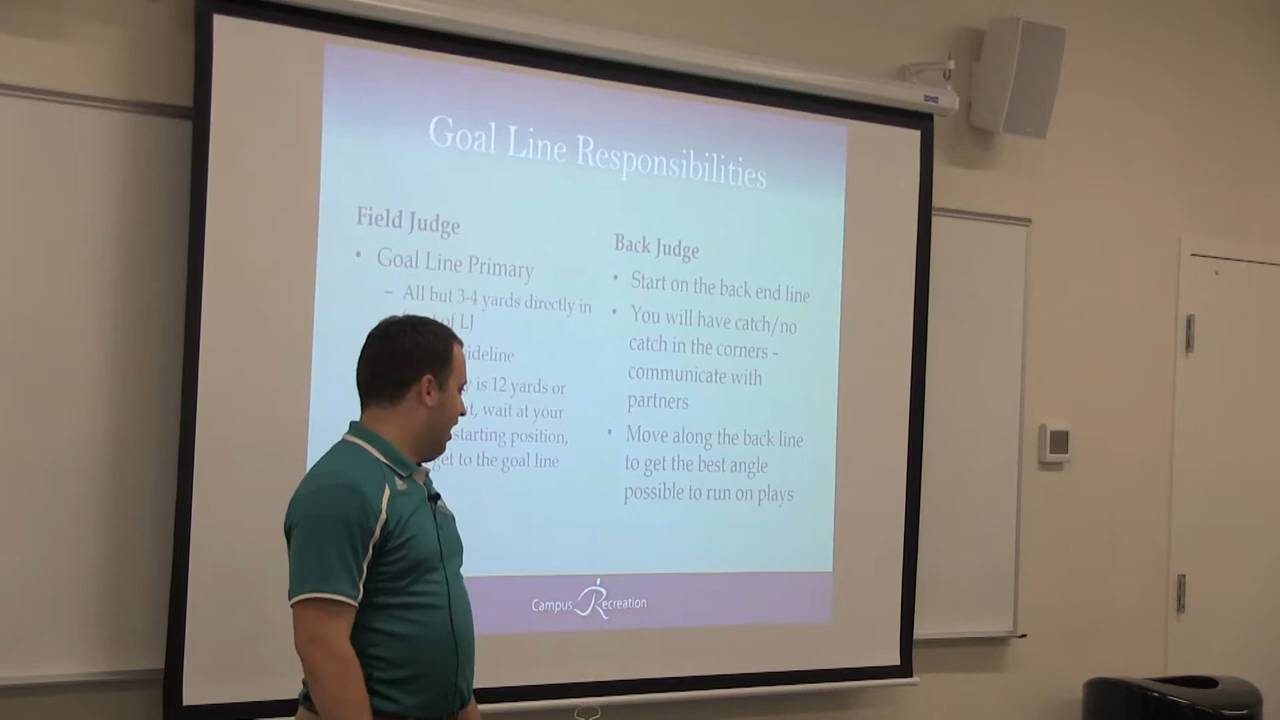 Goal Line Responsibilities
Field Judge
• Goal Line Primary
– All but 3-4 yards directly in
of LJ
ideline
is 12 yards or
, wait at your
starting position,
get to the goal line
Back Judge
• Start on the back end line
• You will have catch/no
catch in the corners –
communicate with
partners
• Move along the back line
to get the best angle
possible to run on plays
Campus Recreation